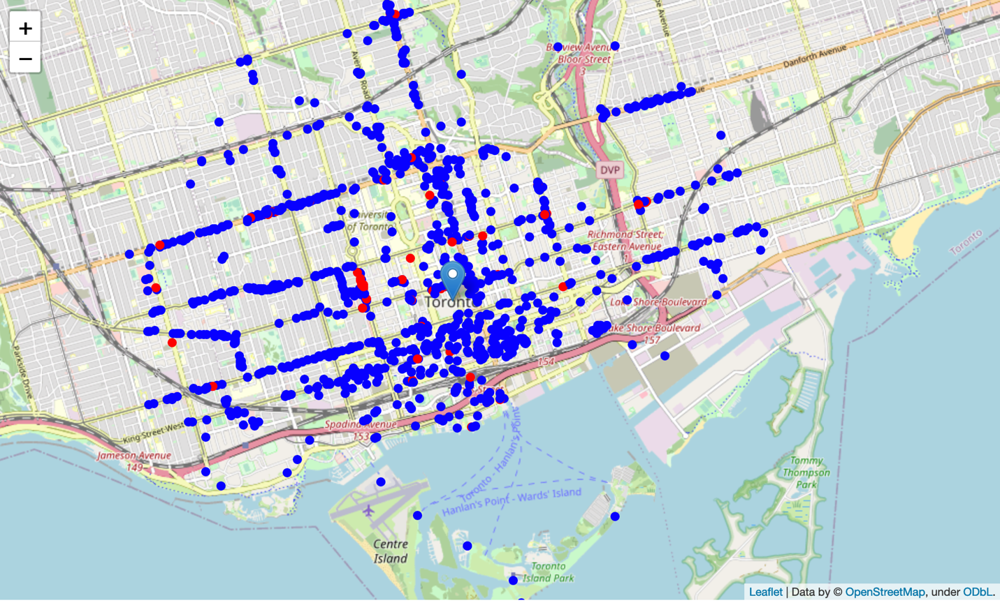 +
−
Bayview Avenue
Bloor Street
3
Danforth Avenue
Avenue Road
DVP
University
of Toronto
Richmond Street;
Eastern Avenue
1
Toronto
Toronto
Lake Shore Boulevard
Lake Shore Boulevard
157
154
Parkside Drive
King Street West
Spadina Avenue
153
Jameson Avenue
149
Toronto - Hanlan's Point
Hanlan's Point - Wards' Island
Tommy
Thompson
Park
Centre
Island
Toronto
Island Park
Leaflet | Data by © OpenStreetMap, under ODbL.